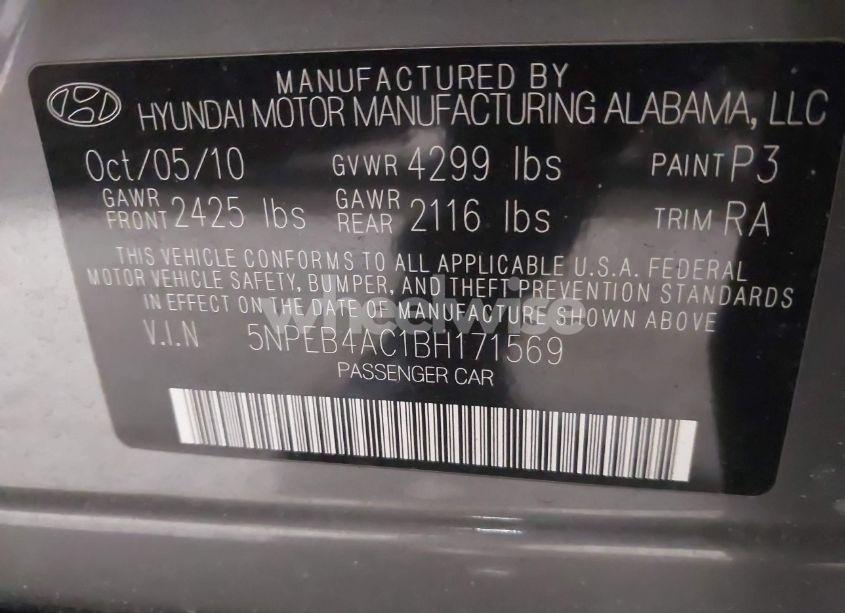 MANUFACTURED BY
HYUNDAI MOTOR MANUFACTURING ALABAMA, LLC
Oct/05/10 GVWR 4299 lbs PAINT P3
GAWR FRONT 2425 lbs GAWR REAR 2116 lbs TRIM RA
THIS VEHICLE CONFORMS TO ALL APPLICABLE U.S.A. FEDERAL
MOTOR VEHICLE SAFETY, BUMPER, AND THEFT PREVENTION STANDARDS
IN EFFECT ON THE DATE OF MANUFACTURE SHOWN ABOVE
wheelwise
V.I.N 5NPEB4AC1BH171569
PASSENGER CAR